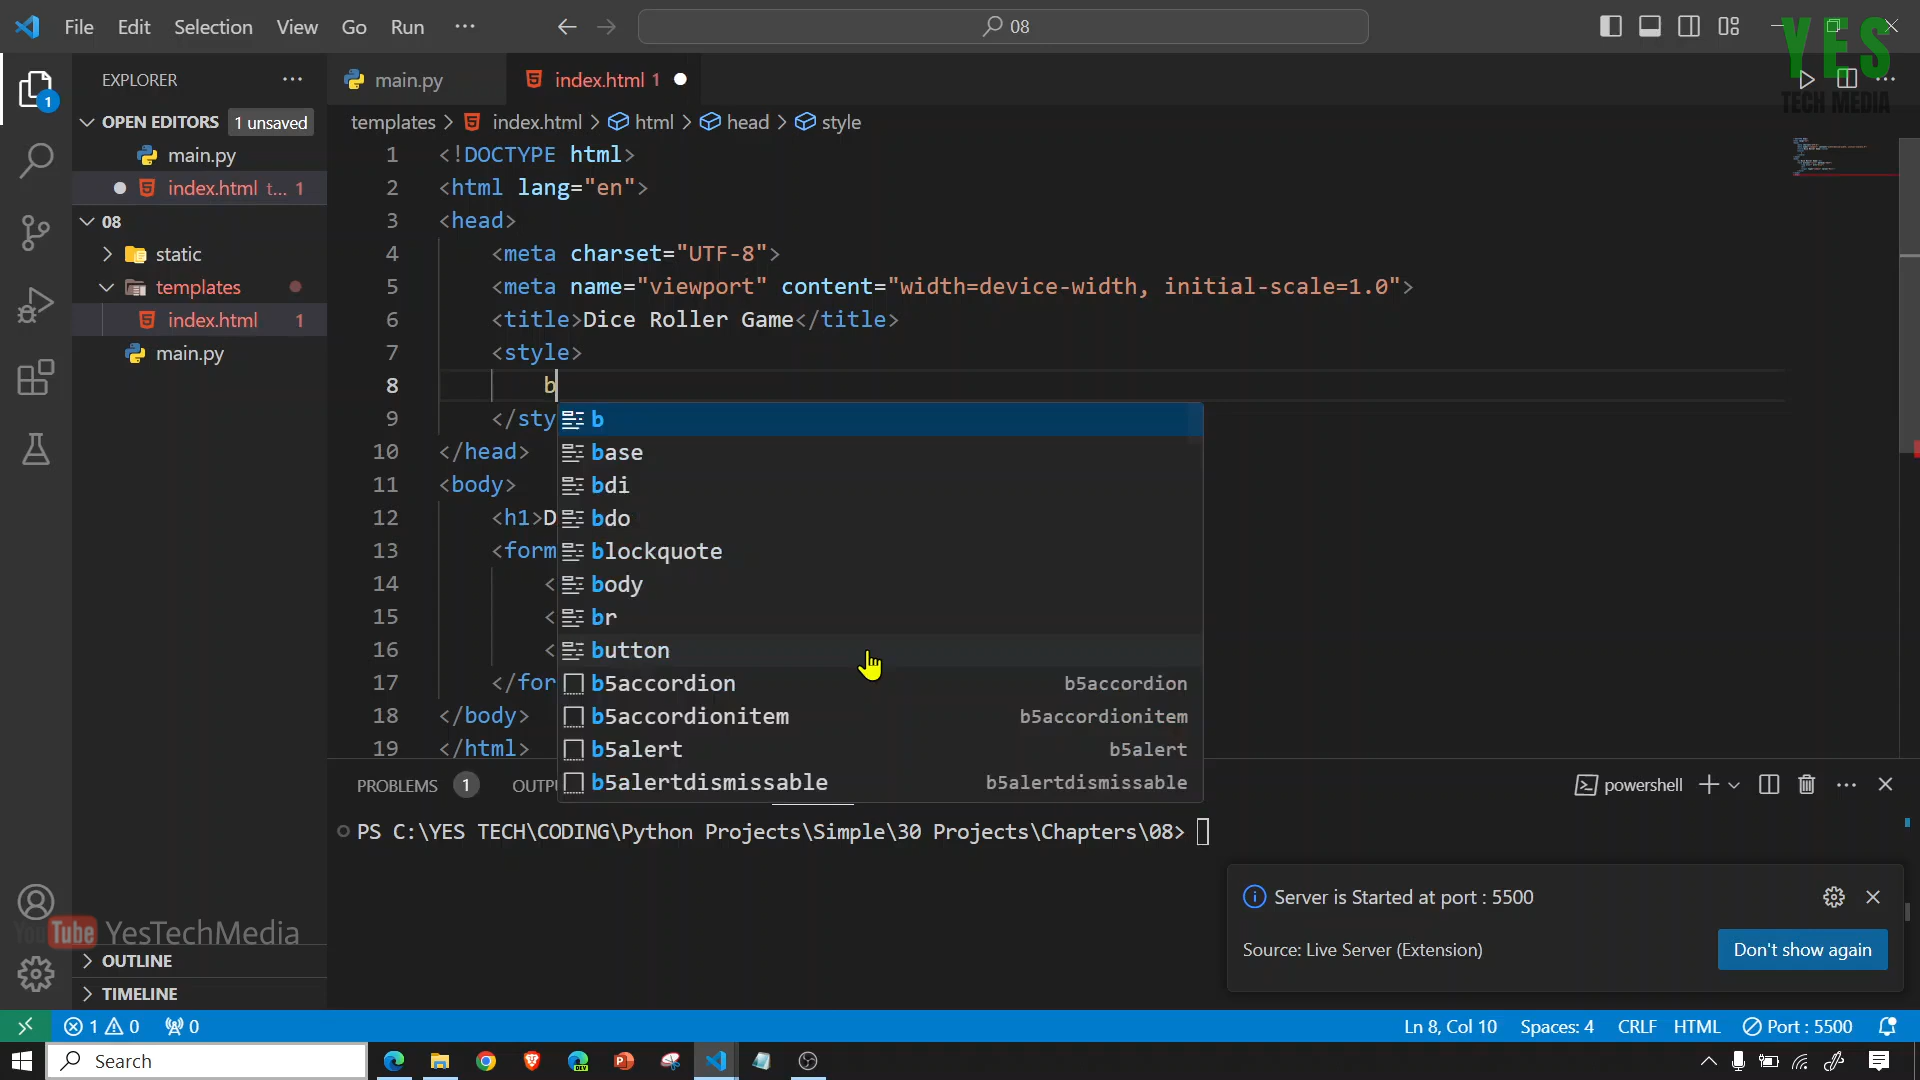 File Edit Selection View Go Run ··· 08
YES
TECH MEDIA
EXPLORER ···
OPEN EDITORS 1 unsaved
main.py
index.html t... 1
08
static
templates
index.html 1
main.py
OUTLINE
TIMELINE
YouTube YesTechMedia
main.py index.html 1
templates > index.html > html > head > style
1 <!DOCTYPE html>
2 <html lang="en">
3 <head>
4 <meta charset="UTF-8">
5 <meta name="viewport" content="width=device-width, initial-scale=1.0">
6 <title>Dice Roller Game</title>
7 <style>
8 b
9 </sty
10 </head>
11 <body>
12 <h1>D
13 <form
14 <
15 <
16 <
17 </for
18 </body>
19 </html>
b
base
bdi
bdo
blockquote
body
br
button
b5accordion b5accordion
b5accordionitem b5accordionitem
b5alert b5alert
b5alertdismissable b5alertdismissable
PROBLEMS 1 OUTPU powershell
PS C:\YES TECH\CODING\Python Projects\Simple\30 Projects\Chapters\08>
Server is Started at port : 5500
Source: Live Server (Extension) Don't show again
1 0 0 Ln 8, Col 10 Spaces: 4 CRLF HTML Port : 5500
Search